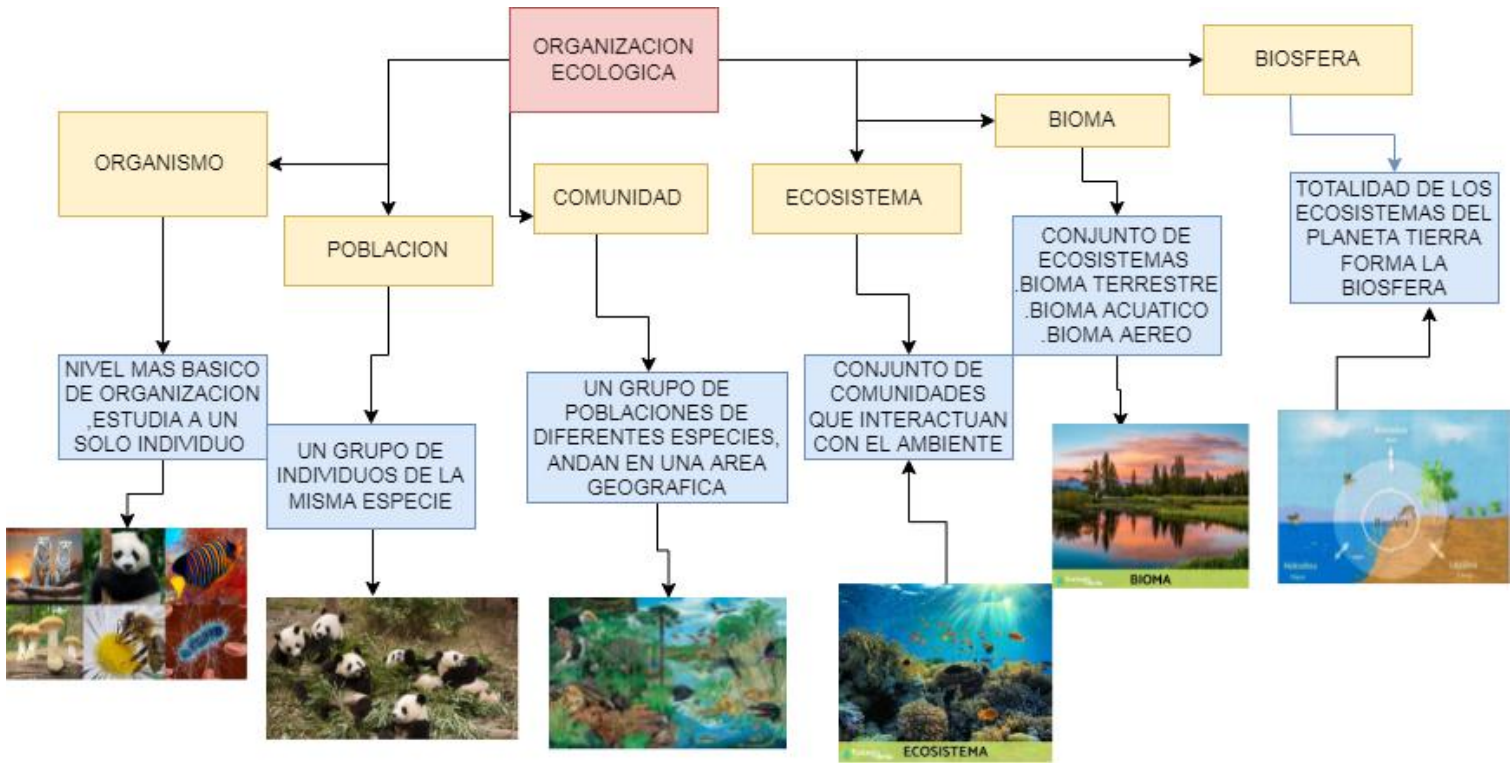 ORGANIZACION
ECOLOGICA
BIOSFERA
BIOMA
ORGANISMO
COMUNIDAD
ECOSISTEMA
POBLACION
TOTALIDAD DE LOS
ECOSISTEMAS DEL
PLANETA TIERRA
FORMA LA
BIOSFERA
CONJUNTO DE
ECOSISTEMAS
.BIOMA TERRESTRE
.BIOMA ACUATICO
.BIOMA AEREO
NIVEL MAS BASICO
DE ORGANIZACION
,ESTUDIA A UN
SOLO INDIVIDUO
UN GRUPO DE
INDIVIDUOS DE LA
MISMA ESPECIE
UN GRUPO DE
POBLACIONES DE
DIFERENTES ESPECIES,
ANDAN EN UNA AREA
GEOGRAFICA
CONJUNTO DE
COMUNIDADES
QUE INTERACTUAN
CON EL AMBIENTE
BIOMA
ECOSISTEMA